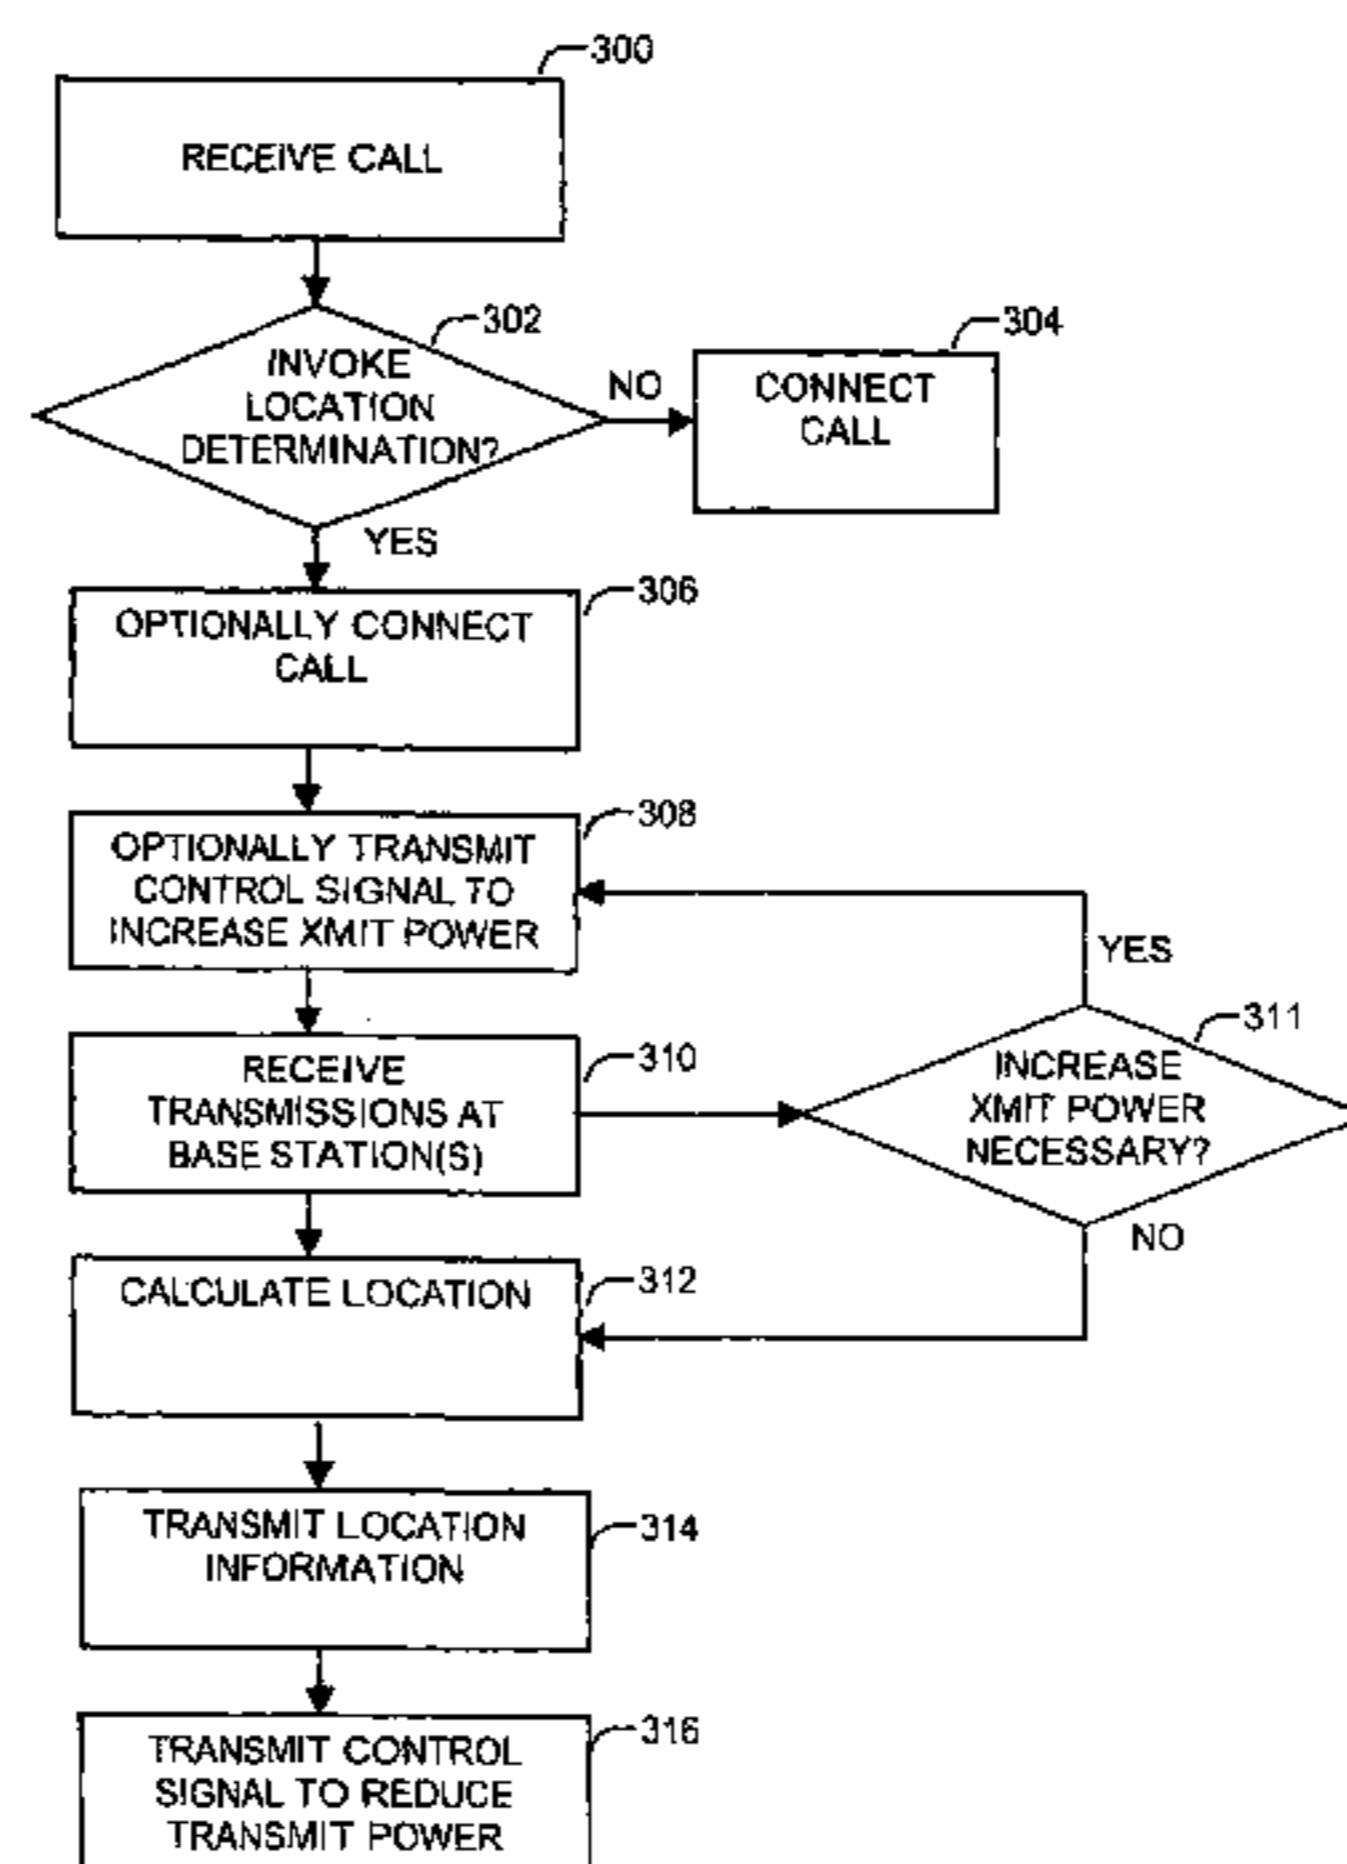 300
RECEIVE CALL
302
INVOKE
LOCATION
DETERMINATION?
NO
304
CONNECT
CALL
YES
306
OPTIONALLY CONNECT
CALL
308
OPTIONALLY TRANSMIT
CONTROL SIGNAL TO
INCREASE XMIT POWER
YES
310
RECEIVE
TRANSMISSIONS AT
BASE STATION(S)
311
INCREASE
XMIT POWER
NECESSARY?
NO
312
CALCULATE LOCATION
314
TRANSMIT LOCATION
INFORMATION
316
TRANSMIT CONTROL
SIGNAL TO REDUCE
TRANSMIT POWER